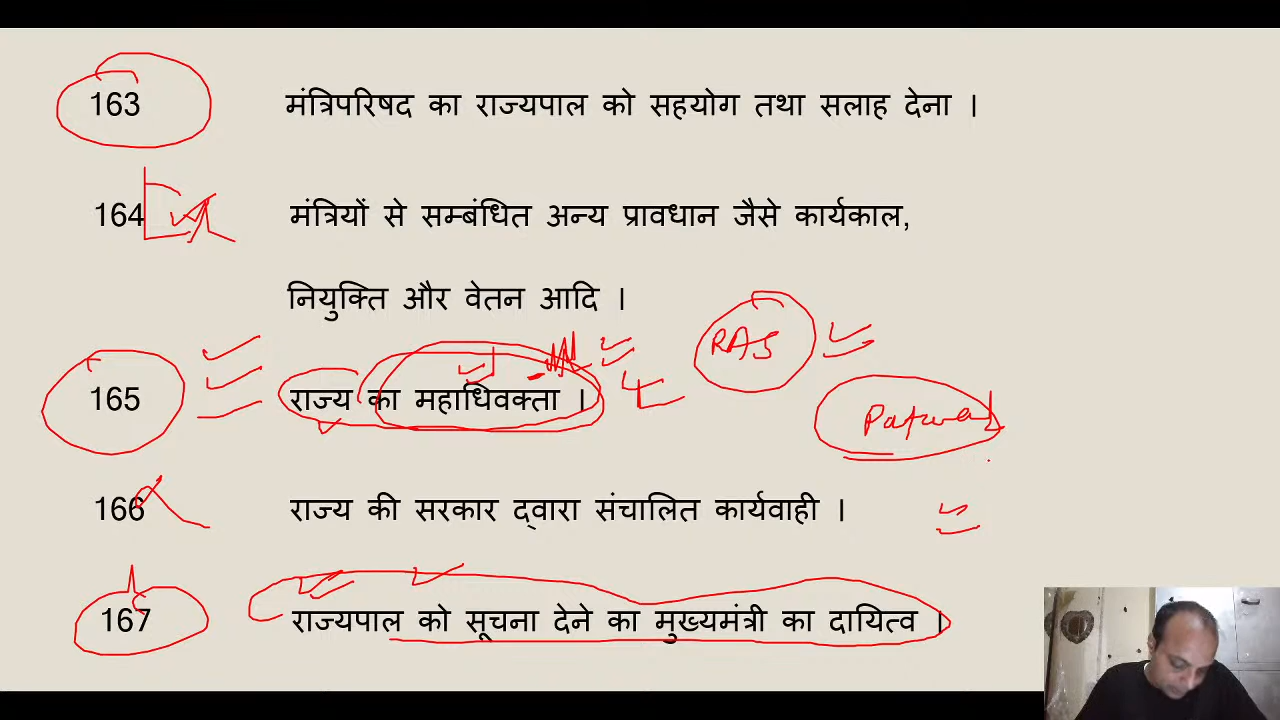 163 मंत्रिपरिषद का राज्यपाल को सहयोग तथा सलाह देना ।
164 मंत्रियों से सम्बंधित अन्य प्रावधान जैसे कार्यकाल,
नियुक्ति और वेतन आदि ।
RAS
165 राज्य का महाधिवक्ता ।
166 राज्य की सरकार द्वारा संचालित कार्यवाही ।
167 राज्यपाल को सूचना देने का मुख्यमंत्री का दायित्व ।